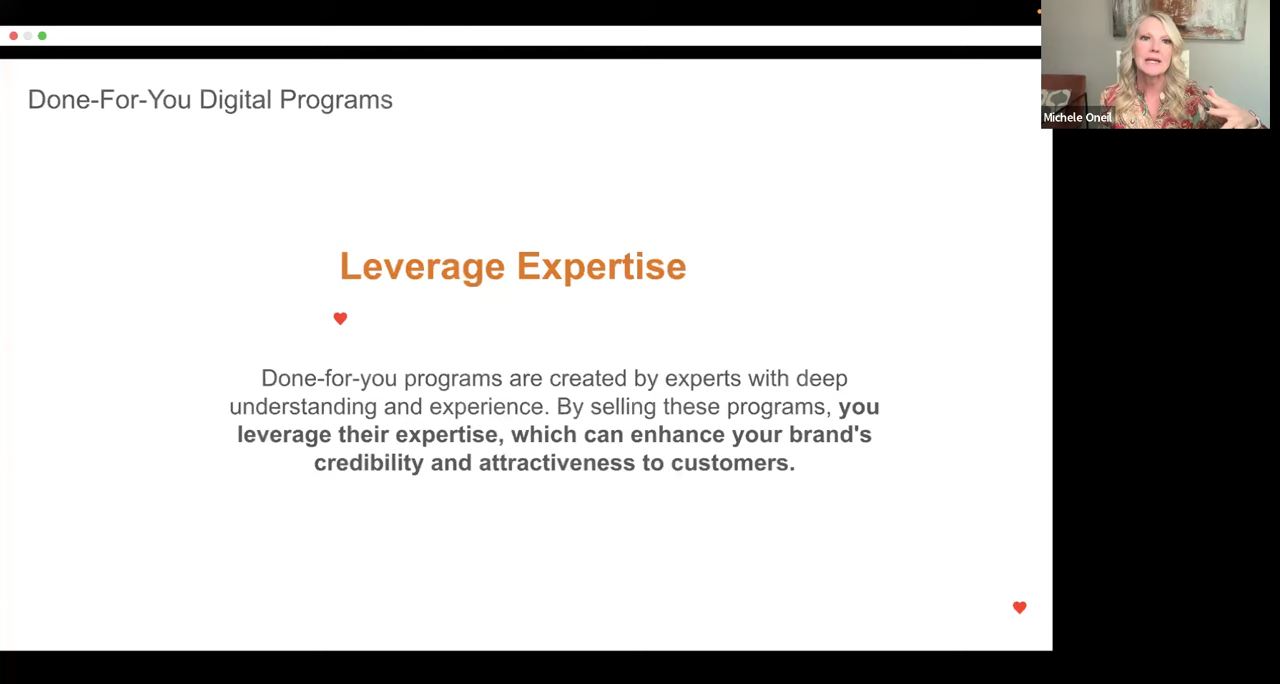 Done-For-You Digital Programs
Michele Oneil
Leverage Expertise
Done-for-you programs are created by experts with deep
understanding and experience. By selling these programs, you
leverage their expertise, which can enhance your brand's
credibility and attractiveness to customers.